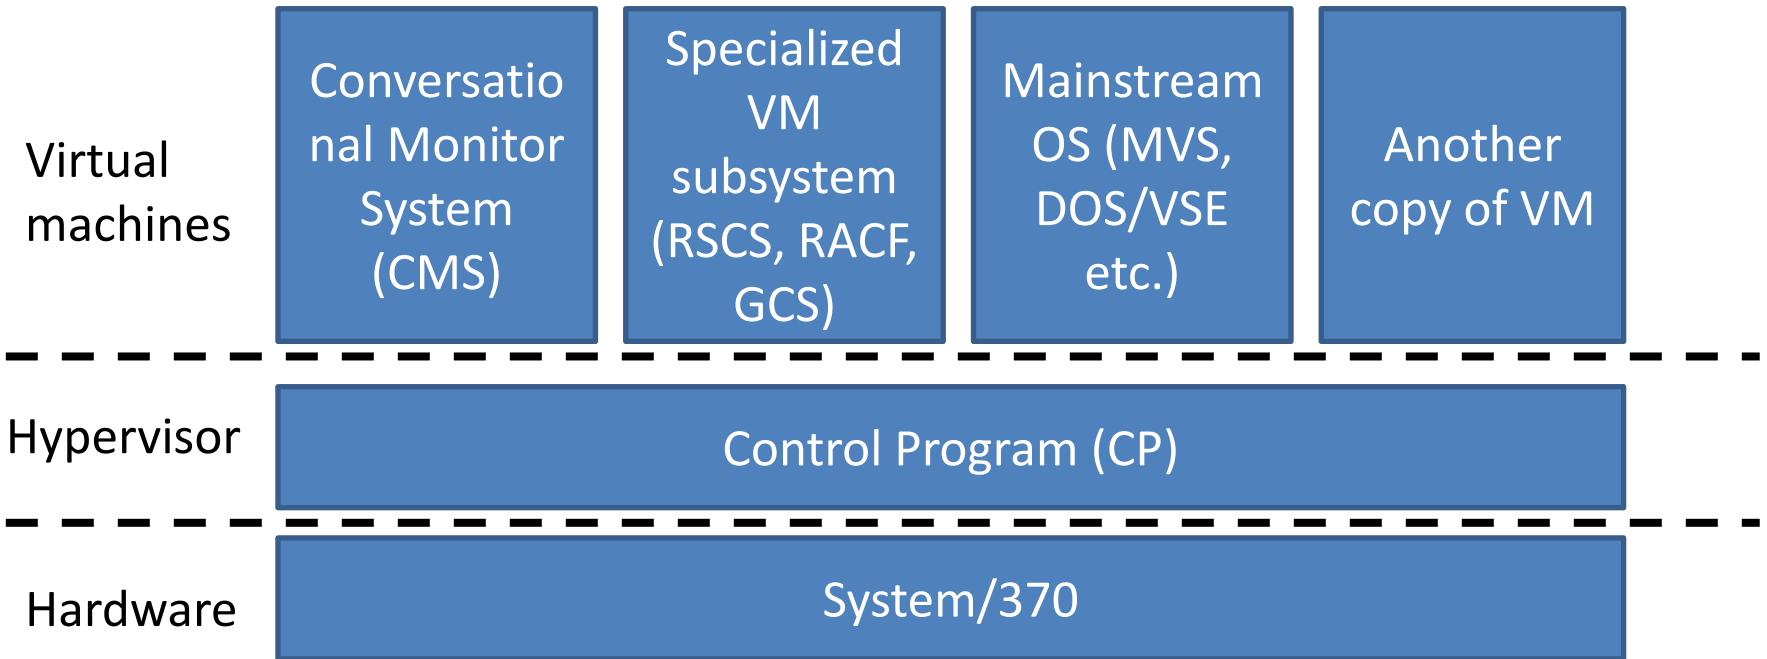 Virtual
machines
Conversatio
nal Monitor
System
(CMS)
Specialized
VM
subsystem
(RSCS, RACF,
GCS)
Mainstream
OS (MVS,
DOS/VSE
etc.)
Another
copy of VM
Hypervisor
Control Program (CP)
Hardware
System/370